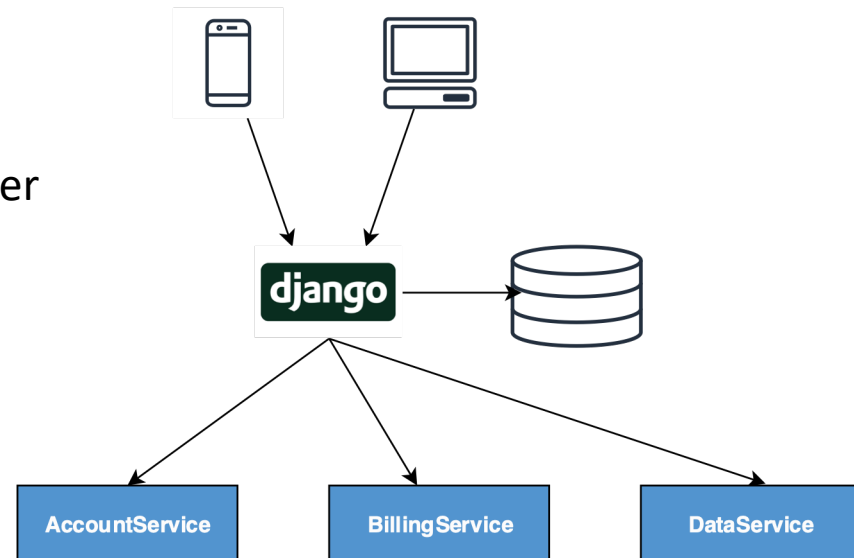 er
django
AccountService
BillingService
DataService